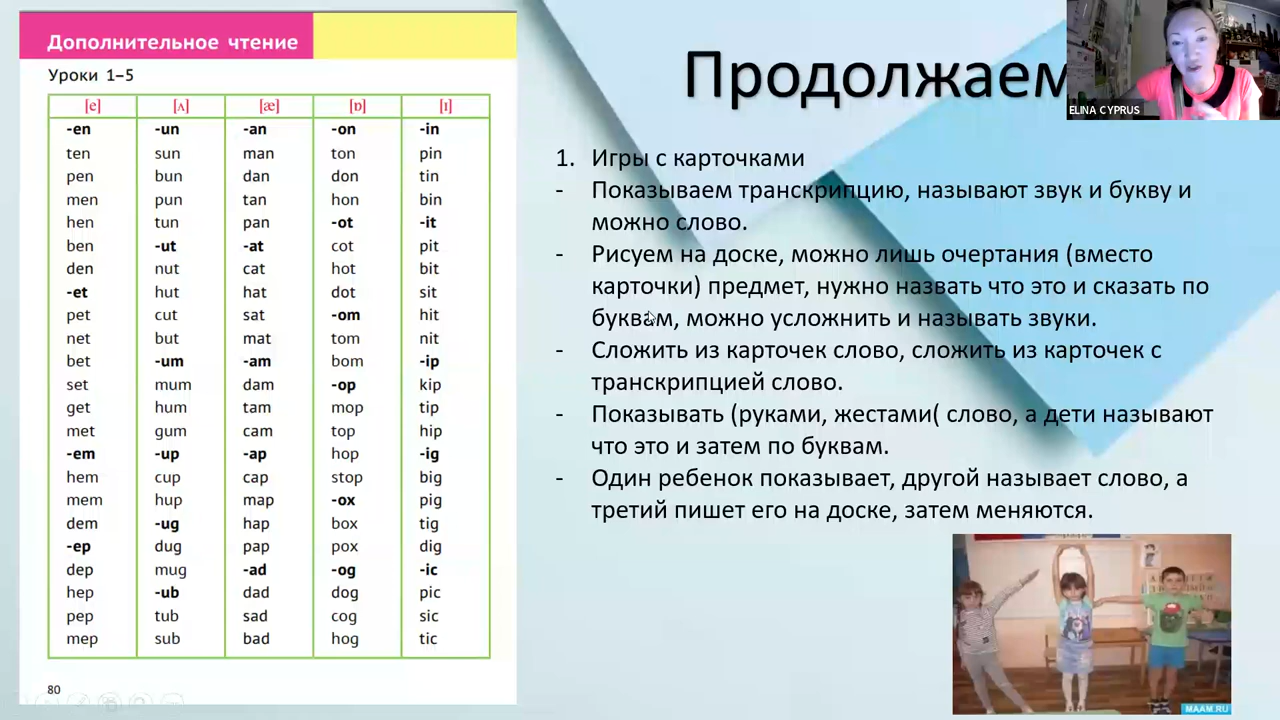 Дополнительное чтение
Уроки 1–5
[e] [ʌ] [æ] [ɒ] [ɪ]
-en -un -an -on -in
ten sun man ton pin
pen bun dan don tin
men pun tan hon bin
hen tun pan -ot -it
ben -ut -at cot pit
den nut cat hot bit
-et hut hat dot sit
pet cut sat -om hit
net but mat tom nit
bet -um -am bom -ip
set mum dam -op kip
get hum tam mop tip
met gum cam top hip
-em -up -ap hop -ig
hem cup cap stop big
mem hup map -ox pig
dem -ug hap box tig
-ep dug pap pox dig
dep mug -ad -og -ic
hep -ub dad dog pic
pep tub sad cog sic
mep sub bad hog tic
80
Продолжаем
ELINA CYPRUS
1. Игры с карточками
- Показываем транскрипцию, называют звук и букву и
можно слово.
- Рисуем на доске, можно лишь очертания (вместо
карточки) предмет, нужно назвать что это и сказать по
буквам, можно усложнить и называть звуки.
- Сложить из карточек слово, сложить из карточек с
транскрипцией слово.
- Показывать (руками, жестами( слово, а дети называют
что это и затем по буквам.
- Один ребенок показывает, другой называет слово, а
третий пишет его на доске, затем меняются.
MAAM.RU